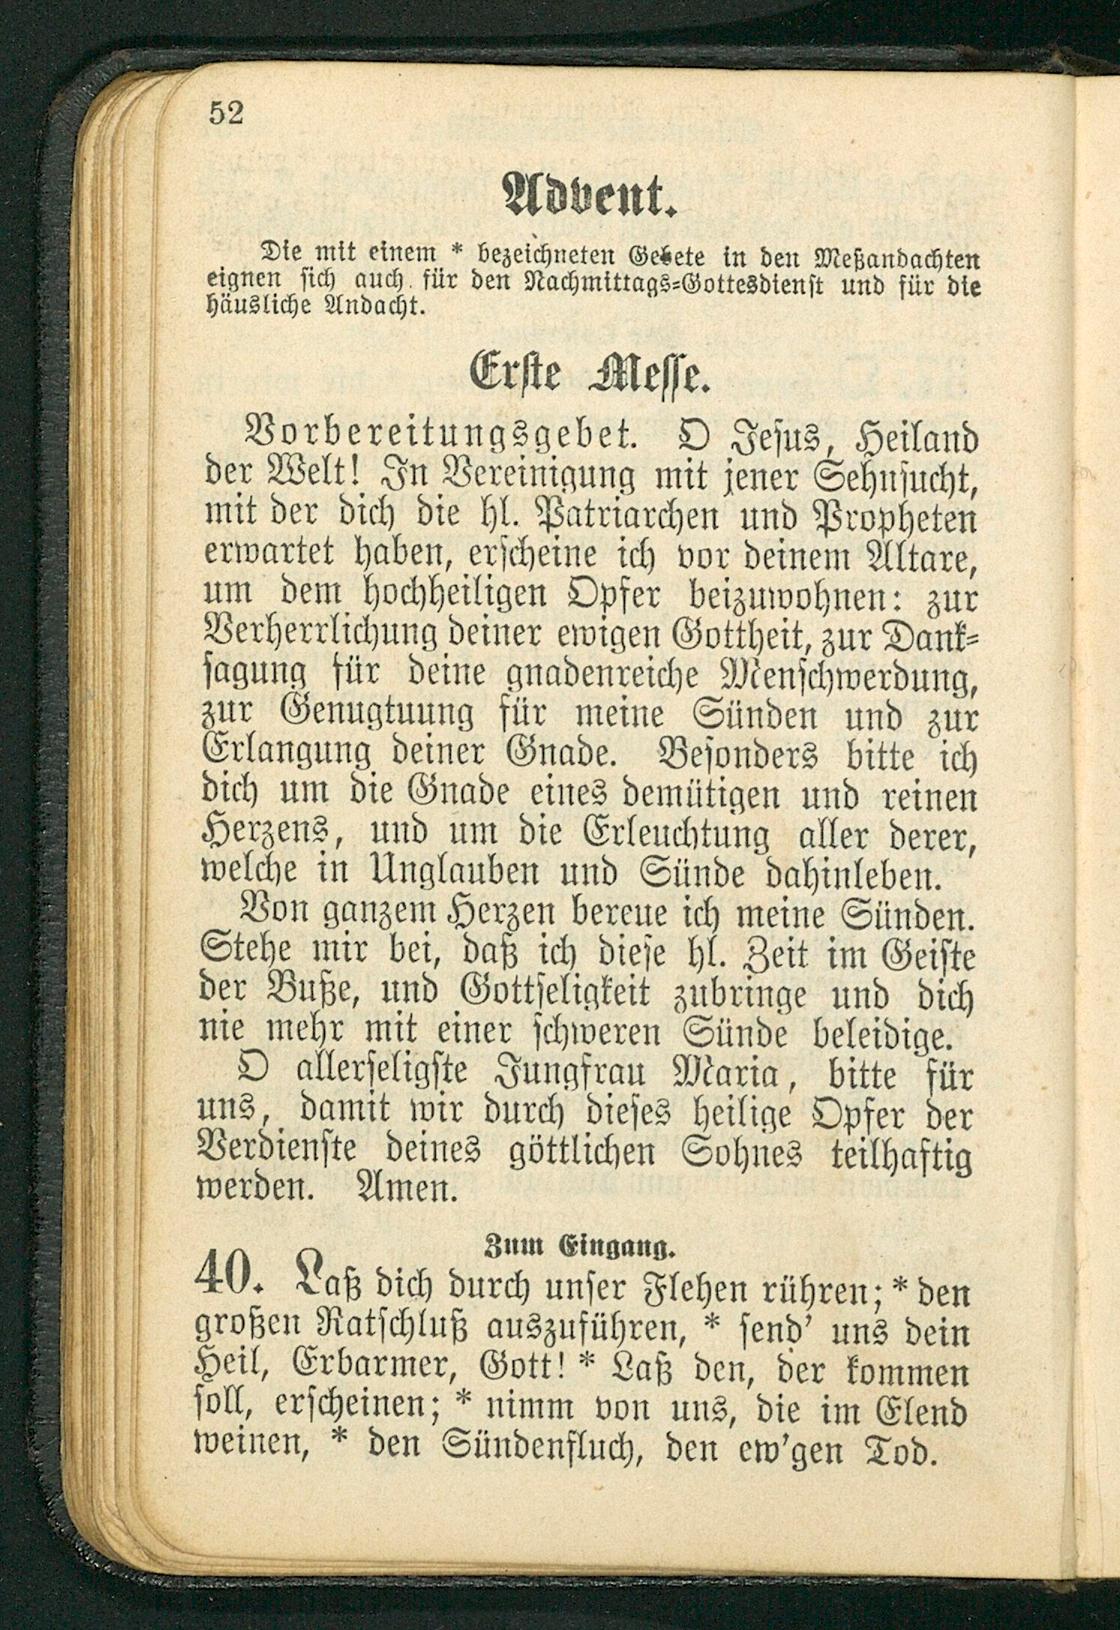 52
Advent.
Die mit einem * bezeichneten Gebete in den Meßandachten
eignen sich auch für den Nachmittags=Gottesdienst und für die
häusliche Andacht.
Erste Messe.
Vorbereitungsgebet. O Jesus, Heiland
der Welt! In Vereinigung mit jener Sehnsucht,
mit der dich die hl. Patriarchen und Propheten
erwartet haben, erscheine ich vor deinem Altare,
um dem hochheiligen Opfer beizuwohnen: zur
Verherrlichung deiner ewigen Gottheit, zur Dank=
sagung für deine gnadenreiche Menschwerdung,
zur Genugtuung für meine Sünden und zur
Erlangung deiner Gnade. Besonders bitte ich
dich um die Gnade eines demütigen und reinen
Herzens, und um die Erleuchtung aller derer,
welche in Unglauben und Sünde dahinleben.
Von ganzem Herzen bereue ich meine Sünden.
Stehe mir bei, daß ich diese hl. Zeit im Geiste
der Buße, und Gottseligkeit zubringe und dich
nie mehr mit einer schweren Sünde beleidige.
O allerseligste Jungfrau Maria, bitte für
uns, damit wir durch dieses heilige Opfer der
Verdienste deines göttlichen Sohnes teilhaftig
werden. Amen.
Zum Eingang.
40. Laß dich durch unser Flehen rühren; * den
großen Ratschluß auszuführen, * send' uns dein
Heil, Erbarmer, Gott! * Laß den, der kommen
soll, erscheinen; * nimm von uns, die im Elend
weinen, * den Sündenfluch, den ew'gen Tod.